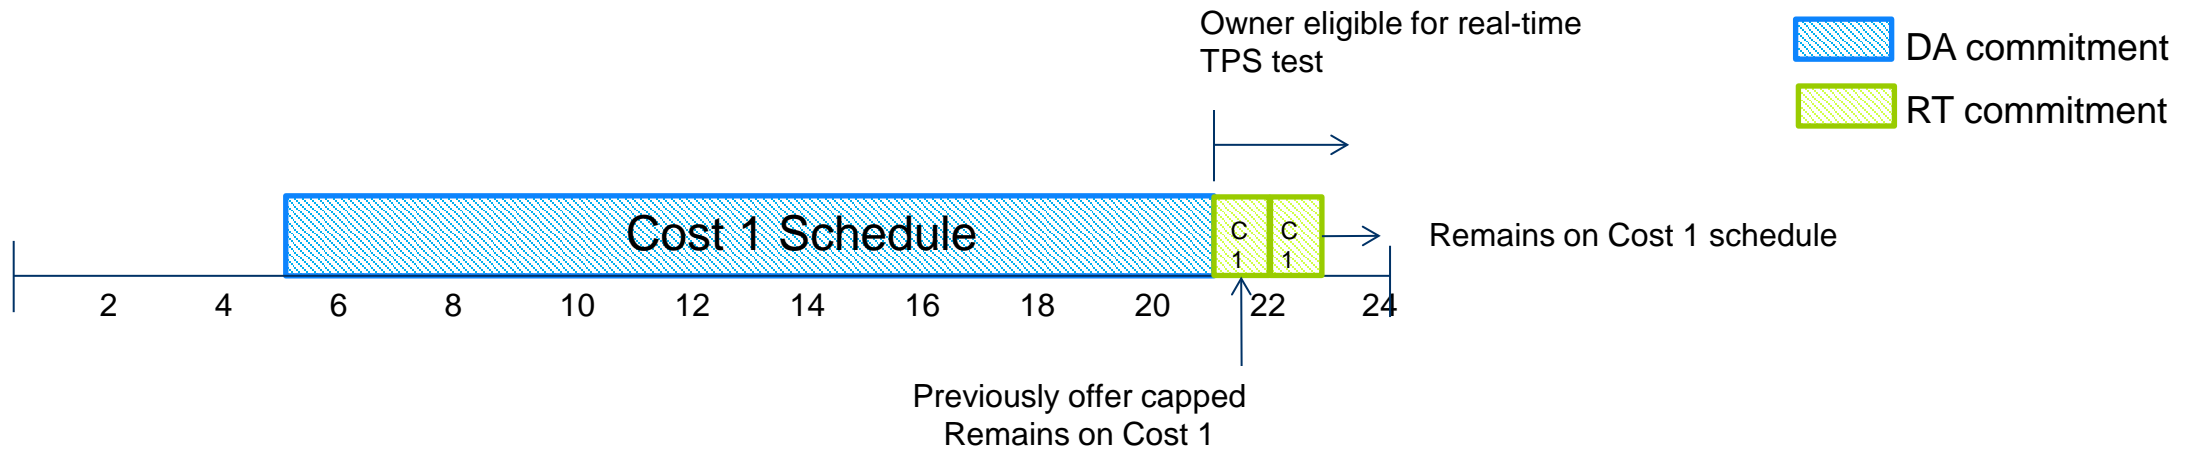 Owner eligible for real-time
TPS test
DA commitment
RT commitment
Cost 1 Schedule
C
1
C
1
Remains on Cost 1 schedule
2 4 6 8 10 12 14 16 18 20 22 24
Previously offer capped
Remains on Cost 1